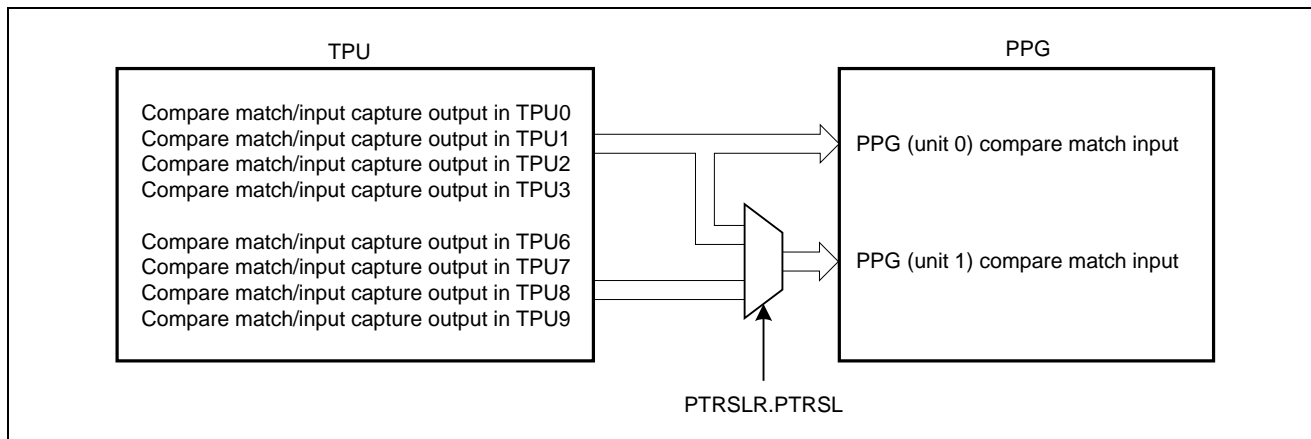 TPU
Compare match/input capture output in TPU0
Compare match/input capture output in TPU1
Compare match/input capture output in TPU2
Compare match/input capture output in TPU3
Compare match/input capture output in TPU6
Compare match/input capture output in TPU7
Compare match/input capture output in TPU8
Compare match/input capture output in TPU9
PPG
PPG (unit 0) compare match input
PPG (unit 1) compare match input
PTRSLR.PTRSL